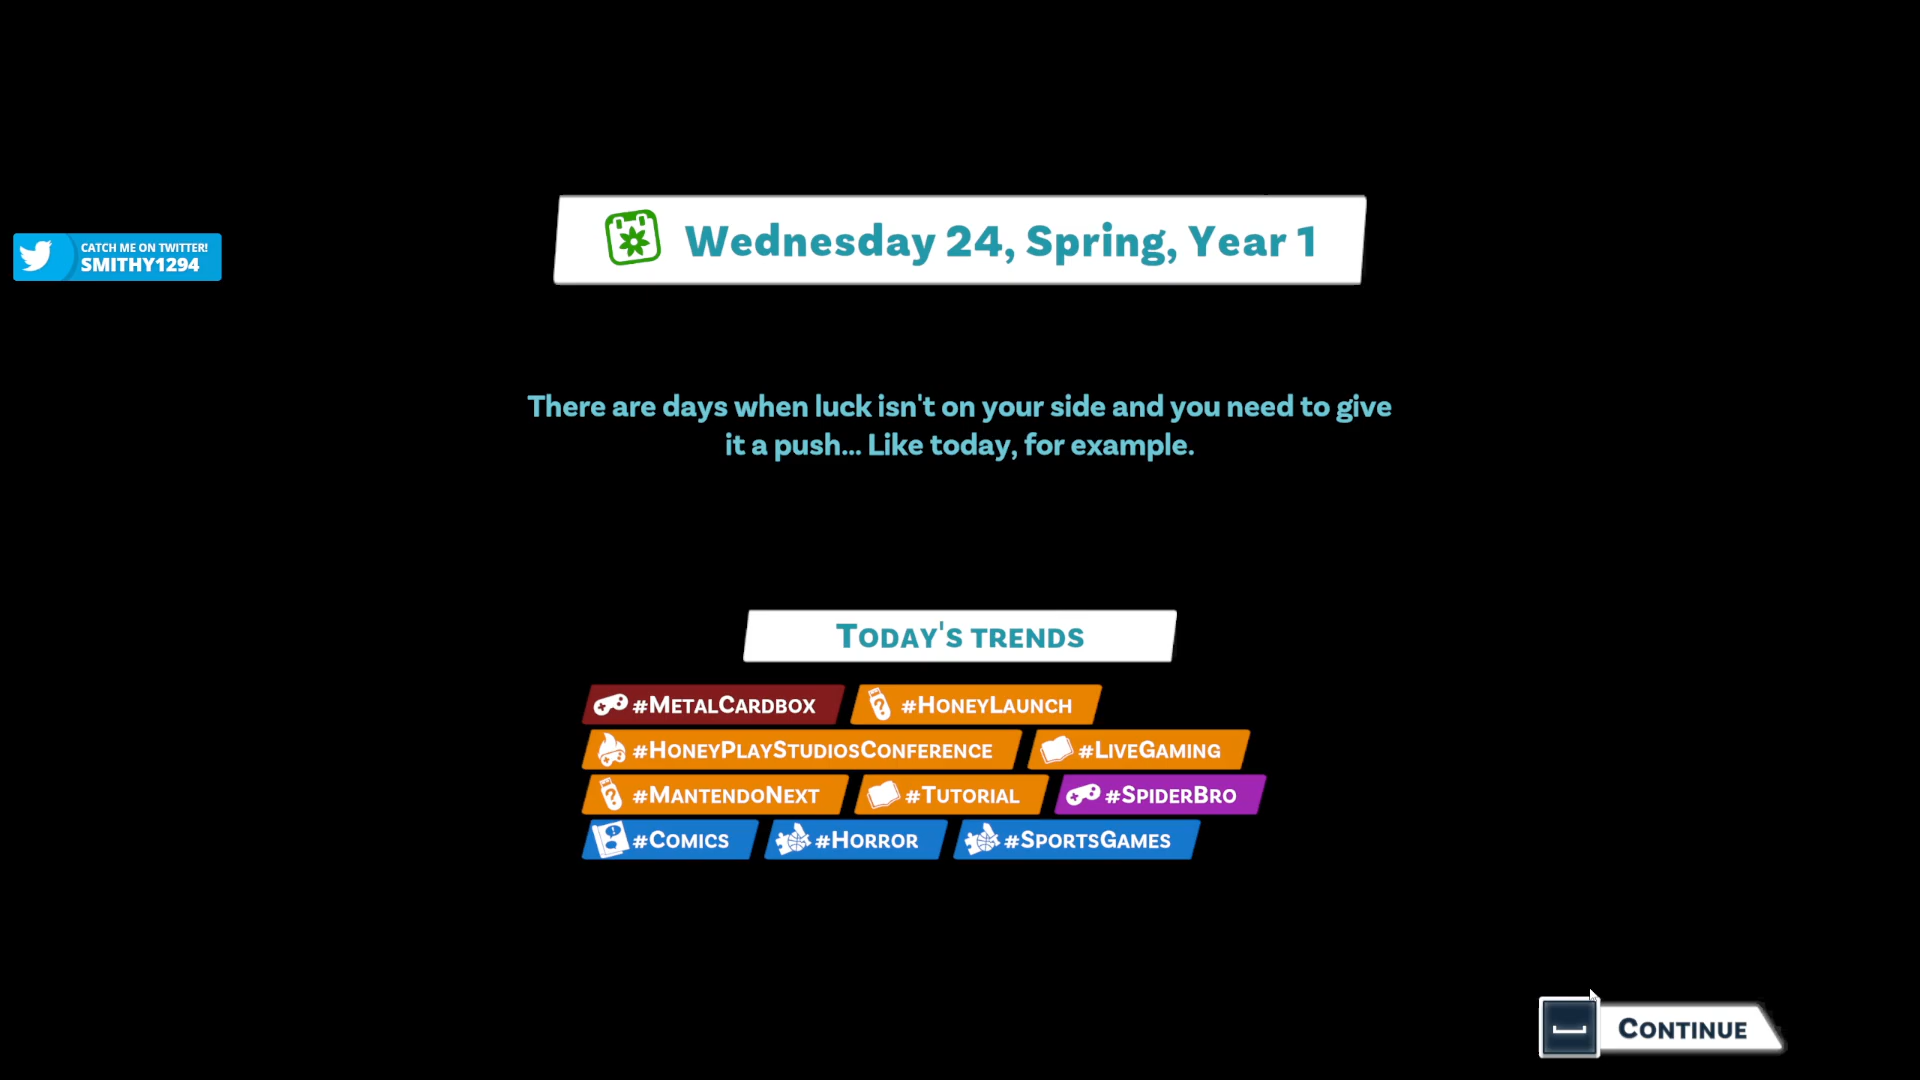 Wednesday 24, Spring, Year 1
CATCH ME ON TWITTER!
SMITHY1294
There are days when luck isn't on your side and you need to give
it a push... Like today, for example.
TODAY'S TRENDS
#METALCARDBOX #HONEYLAUNCH
#HONEYPLAYSTUDIOSCONFERENCE #LIVEGAMING
#MANTENDONEXT #TUTORIAL #SPIDERBRO
#COMICS #HORROR #SPORTSGAMES
CONTINUE